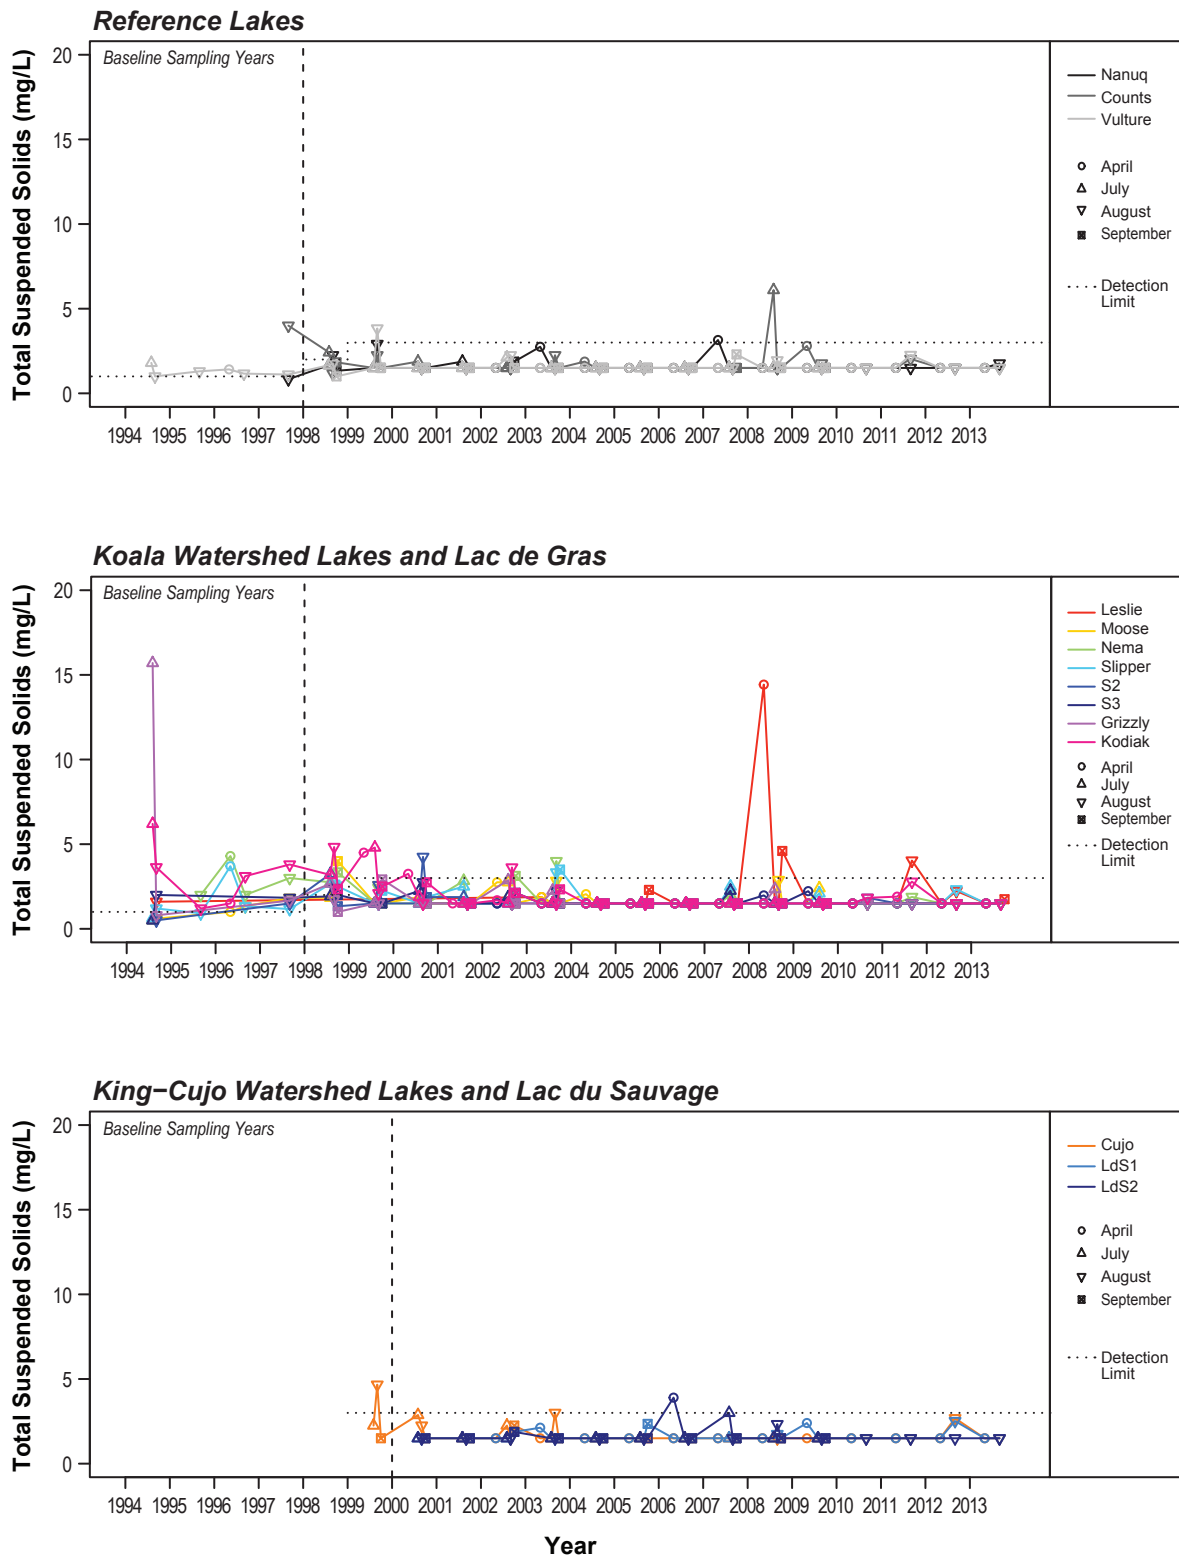 Reference Lakes
Baseline Sampling Years
Total Suspended Solids (mg/L)
20
15
10
5
0
1994 1995 1996 1997 1998 1999 2000 2001 2002 2003 2004 2005 2006 2007 2008 2009 2010 2011 2012 2013
Nanuq
Counts
Vulture
April
July
August
September
Detection
Limit
Koala Watershed Lakes and Lac de Gras
Baseline Sampling Years
Total Suspended Solids (mg/L)
20
15
10
5
0
1994 1995 1996 1997 1998 1999 2000 2001 2002 2003 2004 2005 2006 2007 2008 2009 2010 2011 2012 2013
Leslie
Moose
Nema
Slipper
S2
S3
Grizzly
Kodiak
April
July
August
September
Detection
Limit
King−Cujo Watershed Lakes and Lac du Sauvage
Baseline Sampling Years
Total Suspended Solids (mg/L)
20
15
10
5
0
1994 1995 1996 1997 1998 1999 2000 2001 2002 2003 2004 2005 2006 2007 2008 2009 2010 2011 2012 2013
Cujo
LdS1
LdS2
April
July
August
September
Detection
Limit
Year